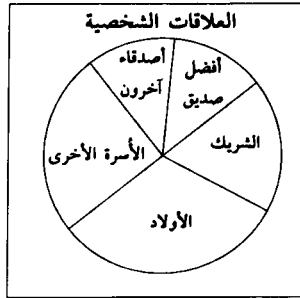 العلاقات الشخصية
أصدقاء
آخرون
أفضل
صديق
الشريك
الأسرة الأخرى
الأولاد